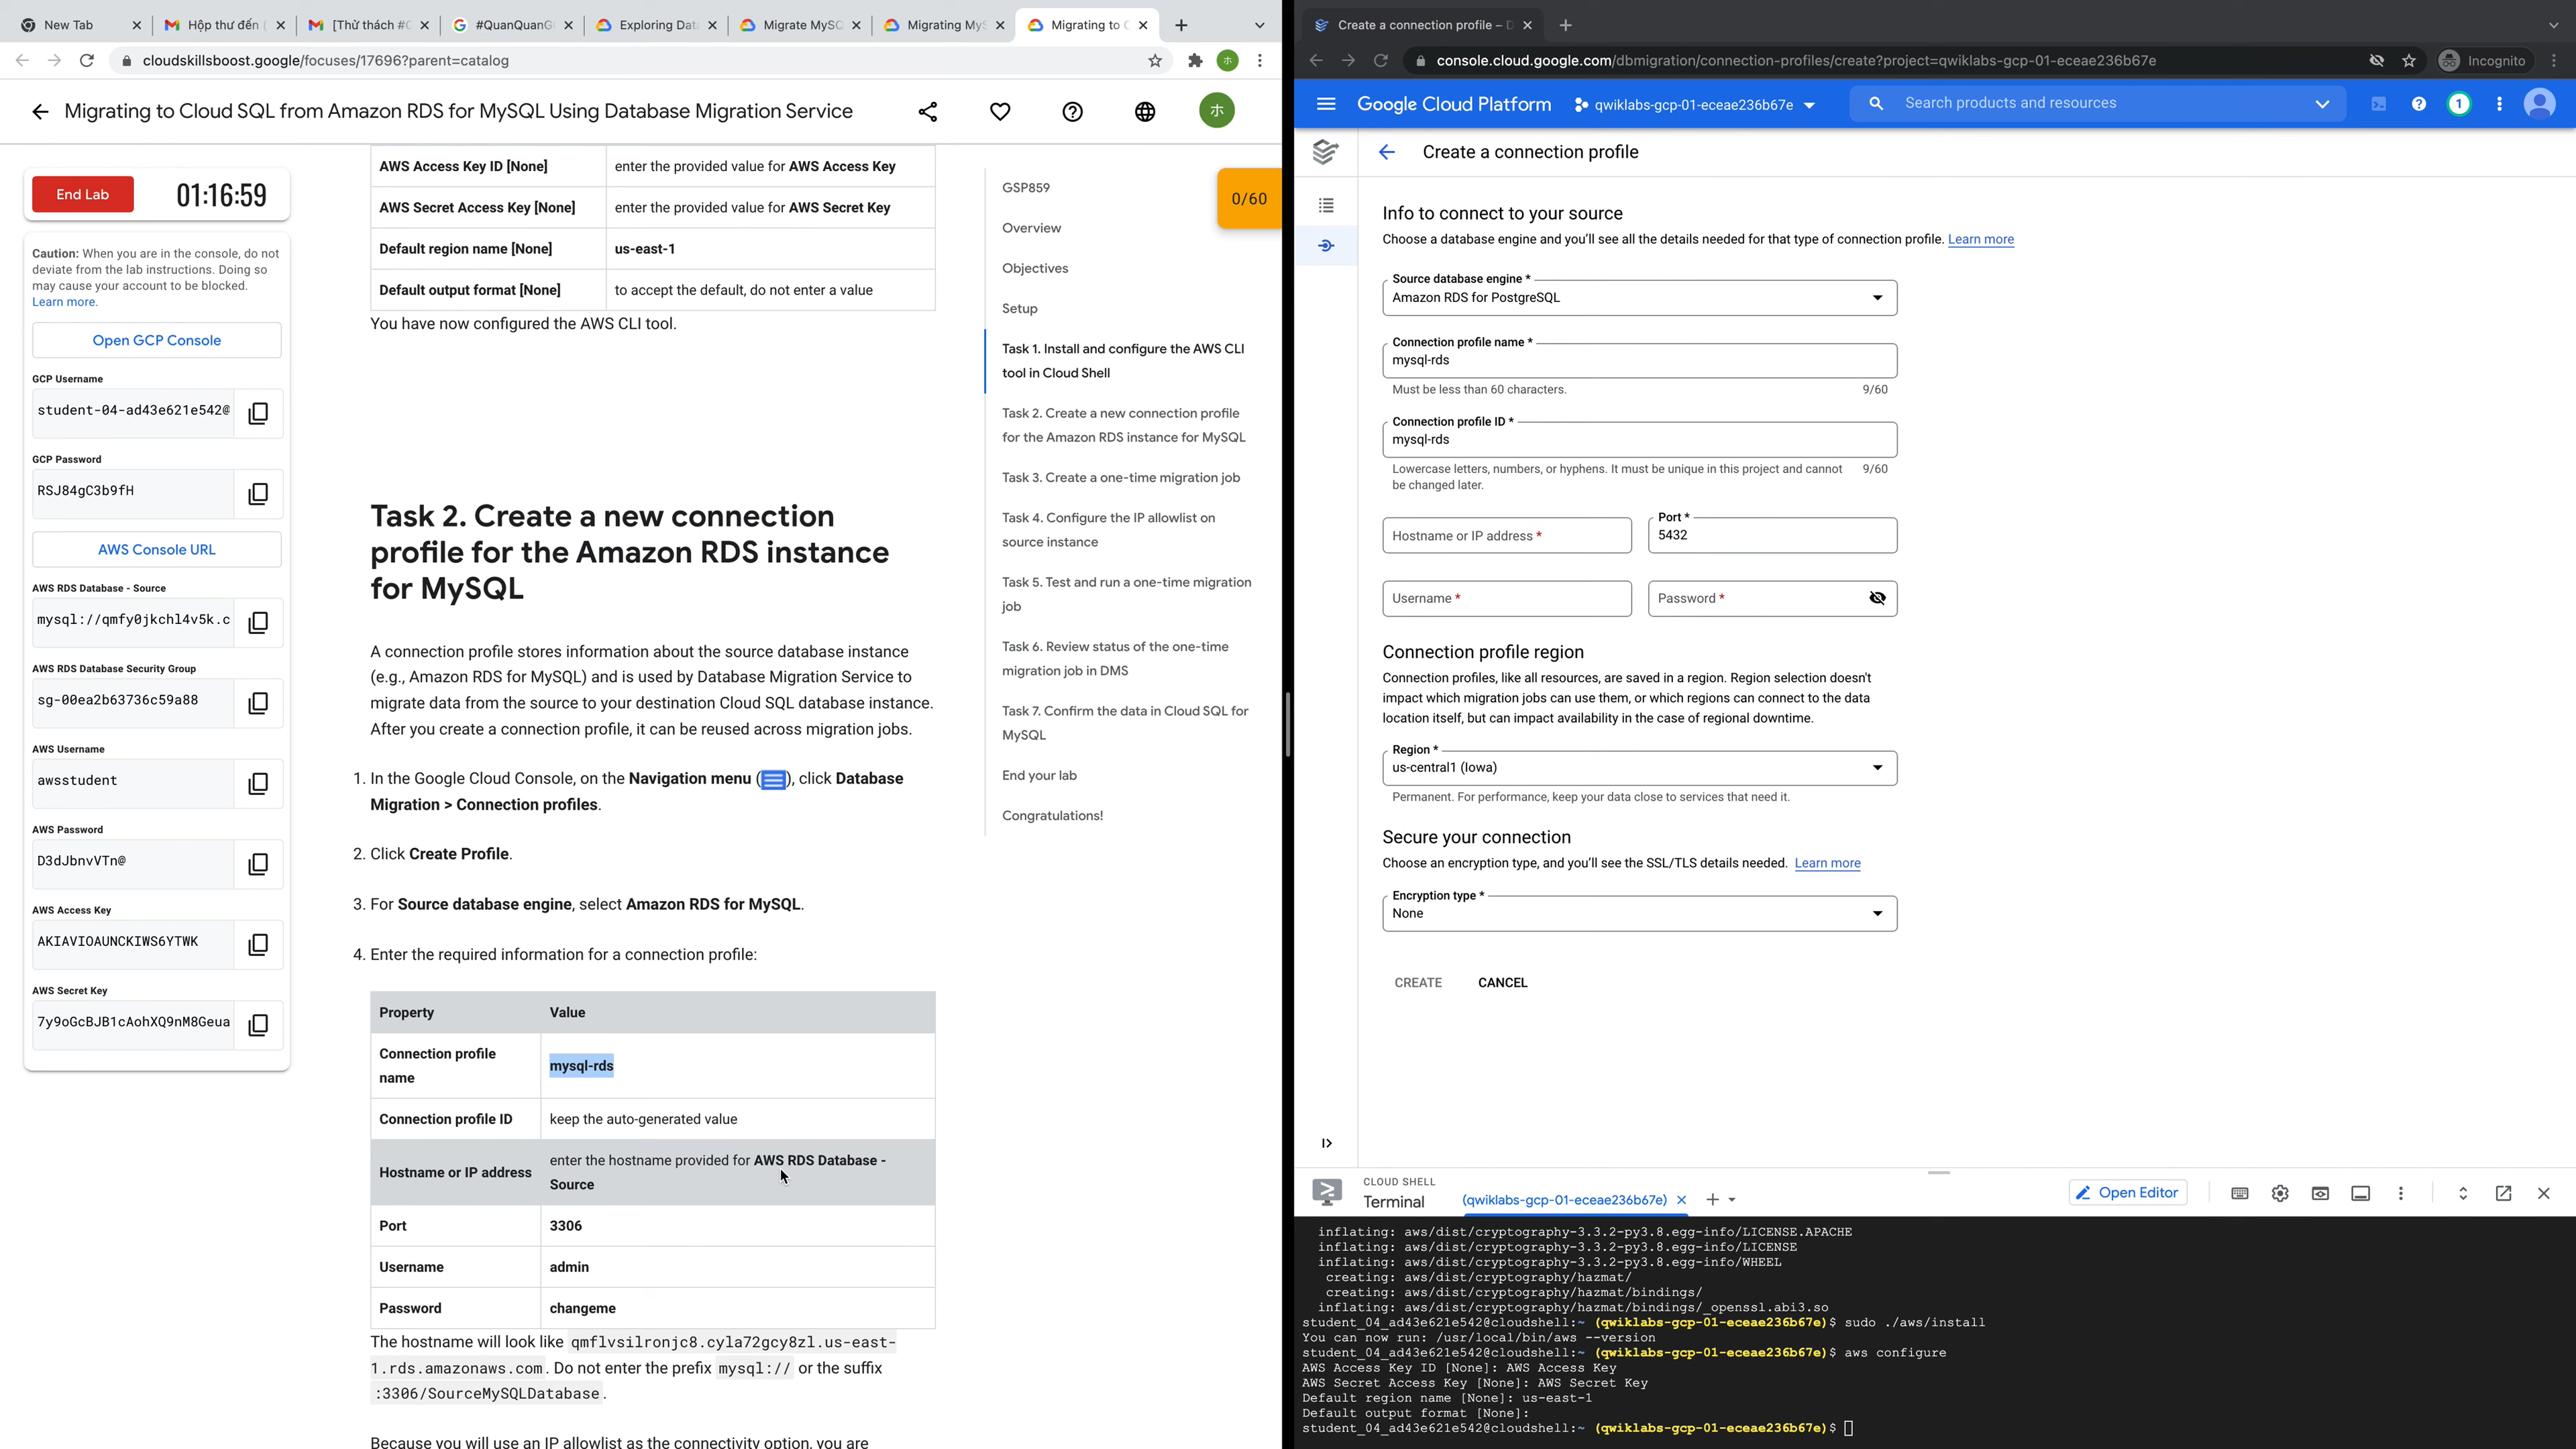 New Tab
Hộp thư đến (
[Thử thách #
#QuanQuanG
Exploring Dat
Migrate MySQ
Migrating MyS
Migrating to
cloudskillsboost.google/focuses/17696?parent=catalog
ホ
Migrating to Cloud SQL from Amazon RDS for MySQL Using Database Migration Service
ホ
End Lab
01:16:59
Caution: When you are in the console, do not
deviate from the lab instructions. Doing so
may cause your account to be blocked.
Learn more.
Open GCP Console
GCP Username
student-04-ad43e621e542@
GCP Password
RSJ84gC3b9fH
AWS Console URL
AWS RDS Database - Source
mysql://qmfy0jkchl4v5k.c
AWS RDS Database Security Group
sg-00ea2b63736c59a88
AWS Username
awsstudent
AWS Password
D3dJbnvVTn@
AWS Access Key
AKIAVIOAUNCKIWS6YTWK
AWS Secret Key
7y9oGcBJB1cAohXQ9nM8Geua
AWS Access Key ID [None] enter the provided value for AWS Access Key
AWS Secret Access Key [None] enter the provided value for AWS Secret Key
Default region name [None] us-east-1
Default output format [None] to accept the default, do not enter a value
You have now configured the AWS CLI tool.
Task 2. Create a new connection
profile for the Amazon RDS instance
for MySQL
A connection profile stores information about the source database instance
(e.g., Amazon RDS for MySQL) and is used by Database Migration Service to
migrate data from the source to your destination Cloud SQL database instance.
After you create a connection profile, it can be reused across migration jobs.
1. In the Google Cloud Console, on the Navigation menu ( ), click Database
Migration > Connection profiles.
2. Click Create Profile.
3. For Source database engine, select Amazon RDS for MySQL.
4. Enter the required information for a connection profile:
Property Value
Connection profile
name
mysql-rds
Connection profile ID keep the auto-generated value
Hostname or IP address
enter the hostname provided for AWS RDS Database -
Source
Port 3306
Username admin
Password changeme
The hostname will look like qmflvsilronjc8.cyla72gcy8zl.us-east-
1.rds.amazonaws.com. Do not enter the prefix mysql:// or the suffix
:3306/SourceMySQLDatabase.
Because you will use an IP allowlist as the connectivity option, you are
0/60
GSP859
Overview
Objectives
Setup
Task 1. Install and configure the AWS CLI
tool in Cloud Shell
Task 2. Create a new connection profile
for the Amazon RDS instance for MySQL
Task 3. Create a one-time migration job
Task 4. Configure the IP allowlist on
source instance
Task 5. Test and run a one-time migration
job
Task 6. Review status of the one-time
migration job in DMS
Task 7. Confirm the data in Cloud SQL for
MySQL
End your lab
Congratulations!
Create a connection profile – D
console.cloud.google.com/dbmigration/connection-profiles/create?project=qwiklabs-gcp-01-eceae236b67e
Incognito
Google Cloud Platform
qwiklabs-gcp-01-eceae236b67e
Search products and resources
1
Create a connection profile
Info to connect to your source
Choose a database engine and you'll see all the details needed for that type of connection profile. Learn more
Source database engine *
Amazon RDS for PostgreSQL
Connection profile name *
mysql-rds
Must be less than 60 characters. 9/60
Connection profile ID *
mysql-rds
Lowercase letters, numbers, or hyphens. It must be unique in this project and cannot 9/60
be changed later.
Hostname or IP address *
Port *
5432
Username *
Password *
Connection profile region
Connection profiles, like all resources, are saved in a region. Region selection doesn't
impact which migration jobs can use them, or which regions can connect to the data
location itself, but can impact availability in the case of regional downtime.
Region *
us-central1 (Iowa)
Permanent. For performance, keep your data close to services that need it.
Secure your connection
Choose an encryption type, and you'll see the SSL/TLS details needed. Learn more
Encryption type *
None
CREATE
CANCEL
CLOUD SHELL
Terminal
(qwiklabs-gcp-01-eceae236b67e)
Open Editor
inflating: aws/dist/cryptography-3.3.2-py3.8.egg-info/LICENSE.APACHE
inflating: aws/dist/cryptography-3.3.2-py3.8.egg-info/LICENSE
inflating: aws/dist/cryptography-3.3.2-py3.8.egg-info/WHEEL
creating: aws/dist/cryptography/hazmat/
creating: aws/dist/cryptography/hazmat/bindings/
inflating: aws/dist/cryptography/hazmat/bindings/_openssl.abi3.so
student_04_ad43e621e542@cloudshell:~ (qwiklabs-gcp-01-eceae236b67e)$ sudo ./aws/install
You can now run: /usr/local/bin/aws --version
student_04_ad43e621e542@cloudshell:~ (qwiklabs-gcp-01-eceae236b67e)$ aws configure
AWS Access Key ID [None]: AWS Access Key
AWS Secret Access Key [None]: AWS Secret Key
Default region name [None]: us-east-1
Default output format [None]:
student_04_ad43e621e542@cloudshell:~ (qwiklabs-gcp-01-eceae236b67e)$